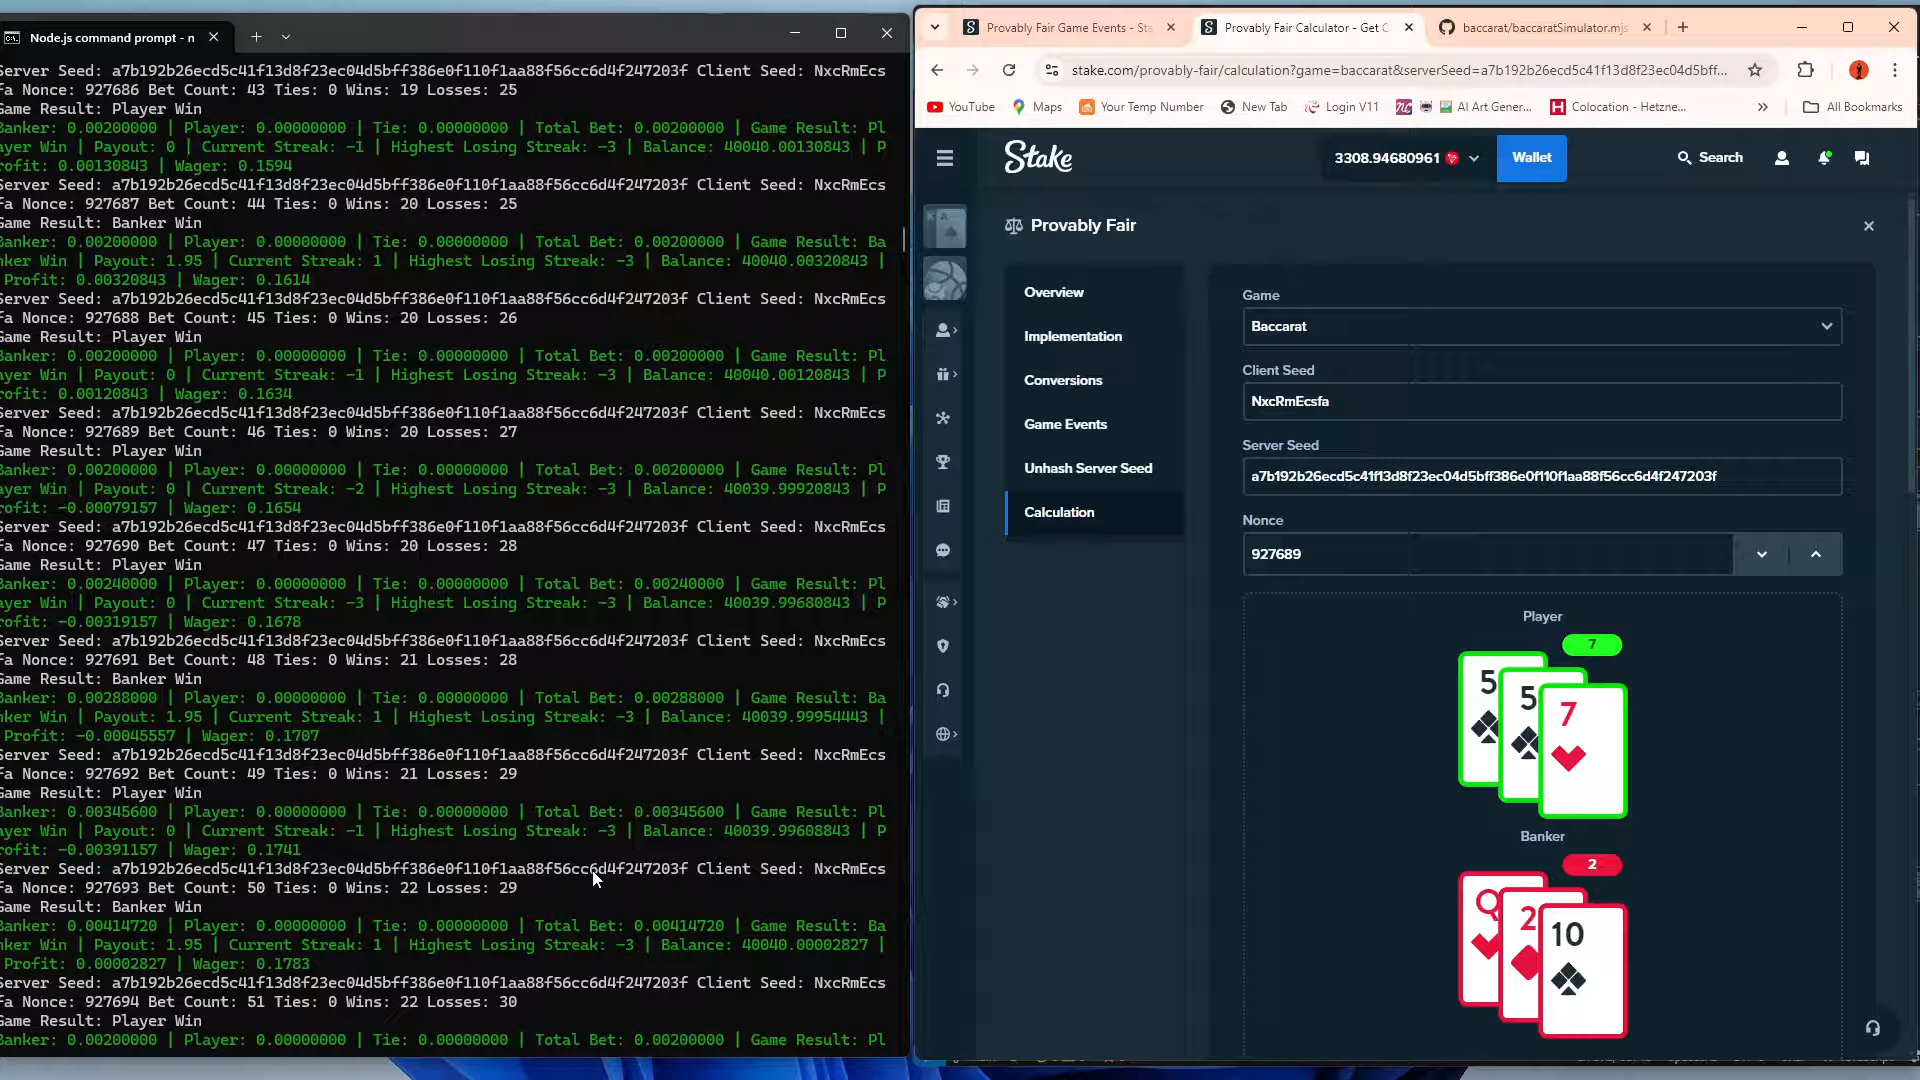 Node.js command prompt - n
Server Seed: a7b192b26ecd5c41f13d8f23ec04d5bff386e0f110f1aa88f56cc6d4f247203f Client Seed: NxcRmEcs
fa Nonce: 927686 Bet Count: 43 Ties: 0 Wins: 19 Losses: 25
Game Result: Player Win
Banker: 0.00200000 | Player: 0.00000000 | Tie: 0.00000000 | Total Bet: 0.00200000 | Game Result: Pl
ayer Win | Payout: 0 | Current Streak: -1 | Highest Losing Streak: -3 | Balance: 40040.00130843 | P
rofit: 0.00130843 | Wager: 0.1594
Server Seed: a7b192b26ecd5c41f13d8f23ec04d5bff386e0f110f1aa88f56cc6d4f247203f Client Seed: NxcRmEcs
fa Nonce: 927687 Bet Count: 44 Ties: 0 Wins: 20 Losses: 25
Game Result: Banker Win
Banker: 0.00200000 | Player: 0.00000000 | Tie: 0.00000000 | Total Bet: 0.00200000 | Game Result: Ba
nker Win | Payout: 1.95 | Current Streak: 1 | Highest Losing Streak: -3 | Balance: 40040.00320843 |
Profit: 0.00320843 | Wager: 0.1614
Server Seed: a7b192b26ecd5c41f13d8f23ec04d5bff386e0f110f1aa88f56cc6d4f247203f Client Seed: NxcRmEcs
fa Nonce: 927688 Bet Count: 45 Ties: 0 Wins: 20 Losses: 26
Game Result: Player Win
Banker: 0.00200000 | Player: 0.00000000 | Tie: 0.00000000 | Total Bet: 0.00200000 | Game Result: Pl
ayer Win | Payout: 0 | Current Streak: -1 | Highest Losing Streak: -3 | Balance: 40040.00120843 | P
rofit: 0.00120843 | Wager: 0.1634
Server Seed: a7b192b26ecd5c41f13d8f23ec04d5bff386e0f110f1aa88f56cc6d4f247203f Client Seed: NxcRmEcs
fa Nonce: 927689 Bet Count: 46 Ties: 0 Wins: 20 Losses: 27
Game Result: Player Win
Banker: 0.00200000 | Player: 0.00000000 | Tie: 0.00000000 | Total Bet: 0.00200000 | Game Result: Pl
ayer Win | Payout: 0 | Current Streak: -2 | Highest Losing Streak: -3 | Balance: 40039.99920843 | P
rofit: -0.00079157 | Wager: 0.1654
Server Seed: a7b192b26ecd5c41f13d8f23ec04d5bff386e0f110f1aa88f56cc6d4f247203f Client Seed: NxcRmEcs
fa Nonce: 927690 Bet Count: 47 Ties: 0 Wins: 20 Losses: 28
Game Result: Player Win
Banker: 0.00240000 | Player: 0.00000000 | Tie: 0.00000000 | Total Bet: 0.00240000 | Game Result: Pl
ayer Win | Payout: 0 | Current Streak: -3 | Highest Losing Streak: -3 | Balance: 40039.99680843 | P
rofit: -0.00319157 | Wager: 0.1678
Server Seed: a7b192b26ecd5c41f13d8f23ec04d5bff386e0f110f1aa88f56cc6d4f247203f Client Seed: NxcRmEcs
fa Nonce: 927691 Bet Count: 48 Ties: 0 Wins: 21 Losses: 28
Game Result: Banker Win
Banker: 0.00288000 | Player: 0.00000000 | Tie: 0.00000000 | Total Bet: 0.00288000 | Game Result: Ba
nker Win | Payout: 1.95 | Current Streak: 1 | Highest Losing Streak: -3 | Balance: 40039.99954443 |
Profit: -0.00045557 | Wager: 0.1707
Server Seed: a7b192b26ecd5c41f13d8f23ec04d5bff386e0f110f1aa88f56cc6d4f247203f Client Seed: NxcRmEcs
fa Nonce: 927692 Bet Count: 49 Ties: 0 Wins: 21 Losses: 29
Game Result: Player Win
Banker: 0.00345600 | Player: 0.00000000 | Tie: 0.00000000 | Total Bet: 0.00345600 | Game Result: Pl
ayer Win | Payout: 0 | Current Streak: -1 | Highest Losing Streak: -3 | Balance: 40039.99608843 | P
rofit: -0.00391157 | Wager: 0.1741
Server Seed: a7b192b26ecd5c41f13d8f23ec04d5bff386e0f110f1aa88f56cc6d4f247203f Client Seed: NxcRmEcs
fa Nonce: 927693 Bet Count: 50 Ties: 0 Wins: 22 Losses: 29
Game Result: Banker Win
Banker: 0.00414720 | Player: 0.00000000 | Tie: 0.00000000 | Total Bet: 0.00414720 | Game Result: Ba
nker Win | Payout: 1.95 | Current Streak: 1 | Highest Losing Streak: -3 | Balance: 40040.00002827 |
Profit: 0.00002827 | Wager: 0.1783
Server Seed: a7b192b26ecd5c41f13d8f23ec04d5bff386e0f110f1aa88f56cc6d4f247203f Client Seed: NxcRmEcs
fa Nonce: 927694 Bet Count: 51 Ties: 0 Wins: 22 Losses: 30
Game Result: Player Win
Banker: 0.00200000 | Player: 0.00000000 | Tie: 0.00000000 | Total Bet: 0.00200000 | Game Result: Pl
Provably Fair Game Events - Sta
Provably Fair Calculator - Get C
baccarat/baccaratSimulator.mjs
stake.com/provably-fair/calculation?game=baccarat&serverSeed=a7b192b26ecd5c41f13d8f23ec04d5bff...
YouTube
Maps
Your Temp Number
New Tab
Login V11
AI Art Gener...
Colocation - Hetzne...
All Bookmarks
Stake
3308.94680961
Wallet
Search
Provably Fair
Overview
Implementation
Conversions
Game Events
Unhash Server Seed
Calculation
Game
Baccarat
Client Seed
NxcRmEcsfa
Server Seed
a7b192b26ecd5c41f13d8f23ec04d5bff386e0f110f1aa88f56cc6d4f247203f
Nonce
927689
Player
7
5
5
7
Banker
2
Q
2
10